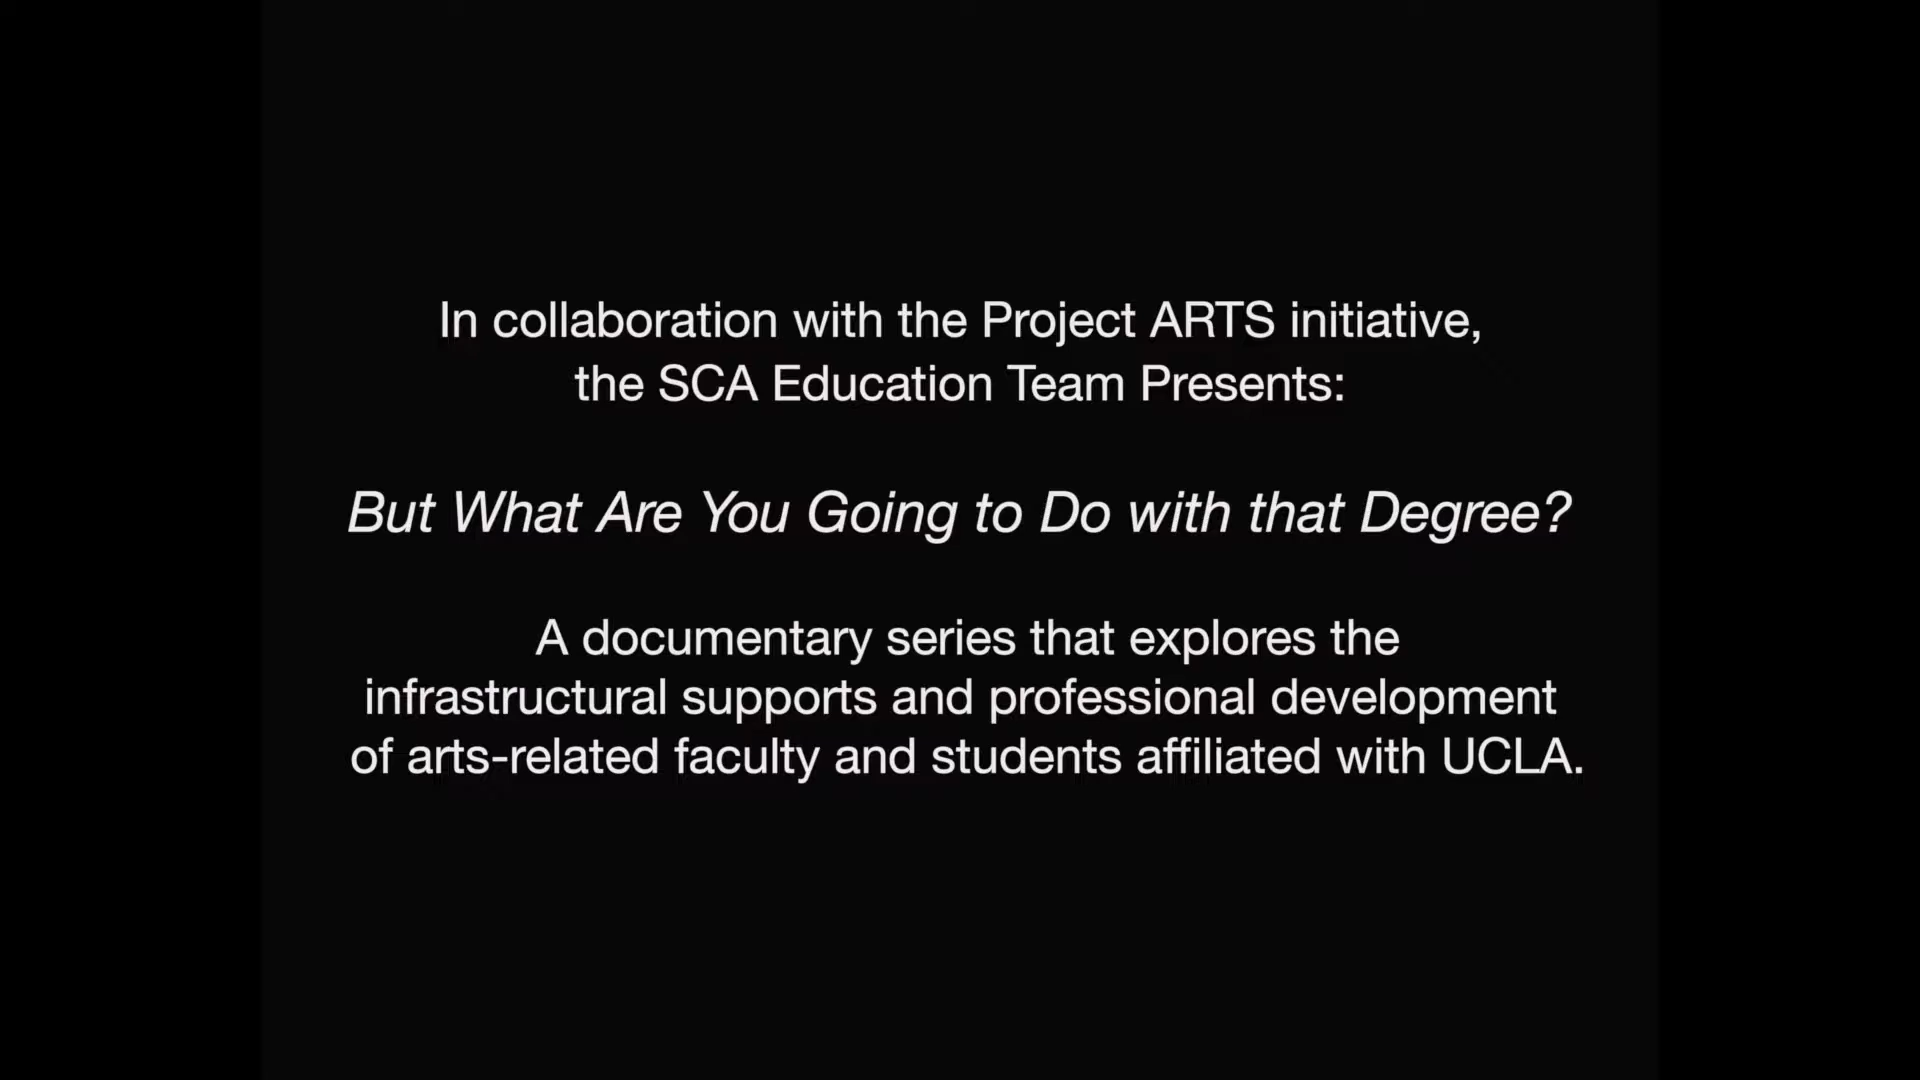 In collaboration with the Project ARTS initiative,
the SCA Education Team Presents:
But What Are You Going to Do with that Degree?
A documentary series that explores the
infrastructural supports and professional development
of arts-related faculty and students affiliated with UCLA.